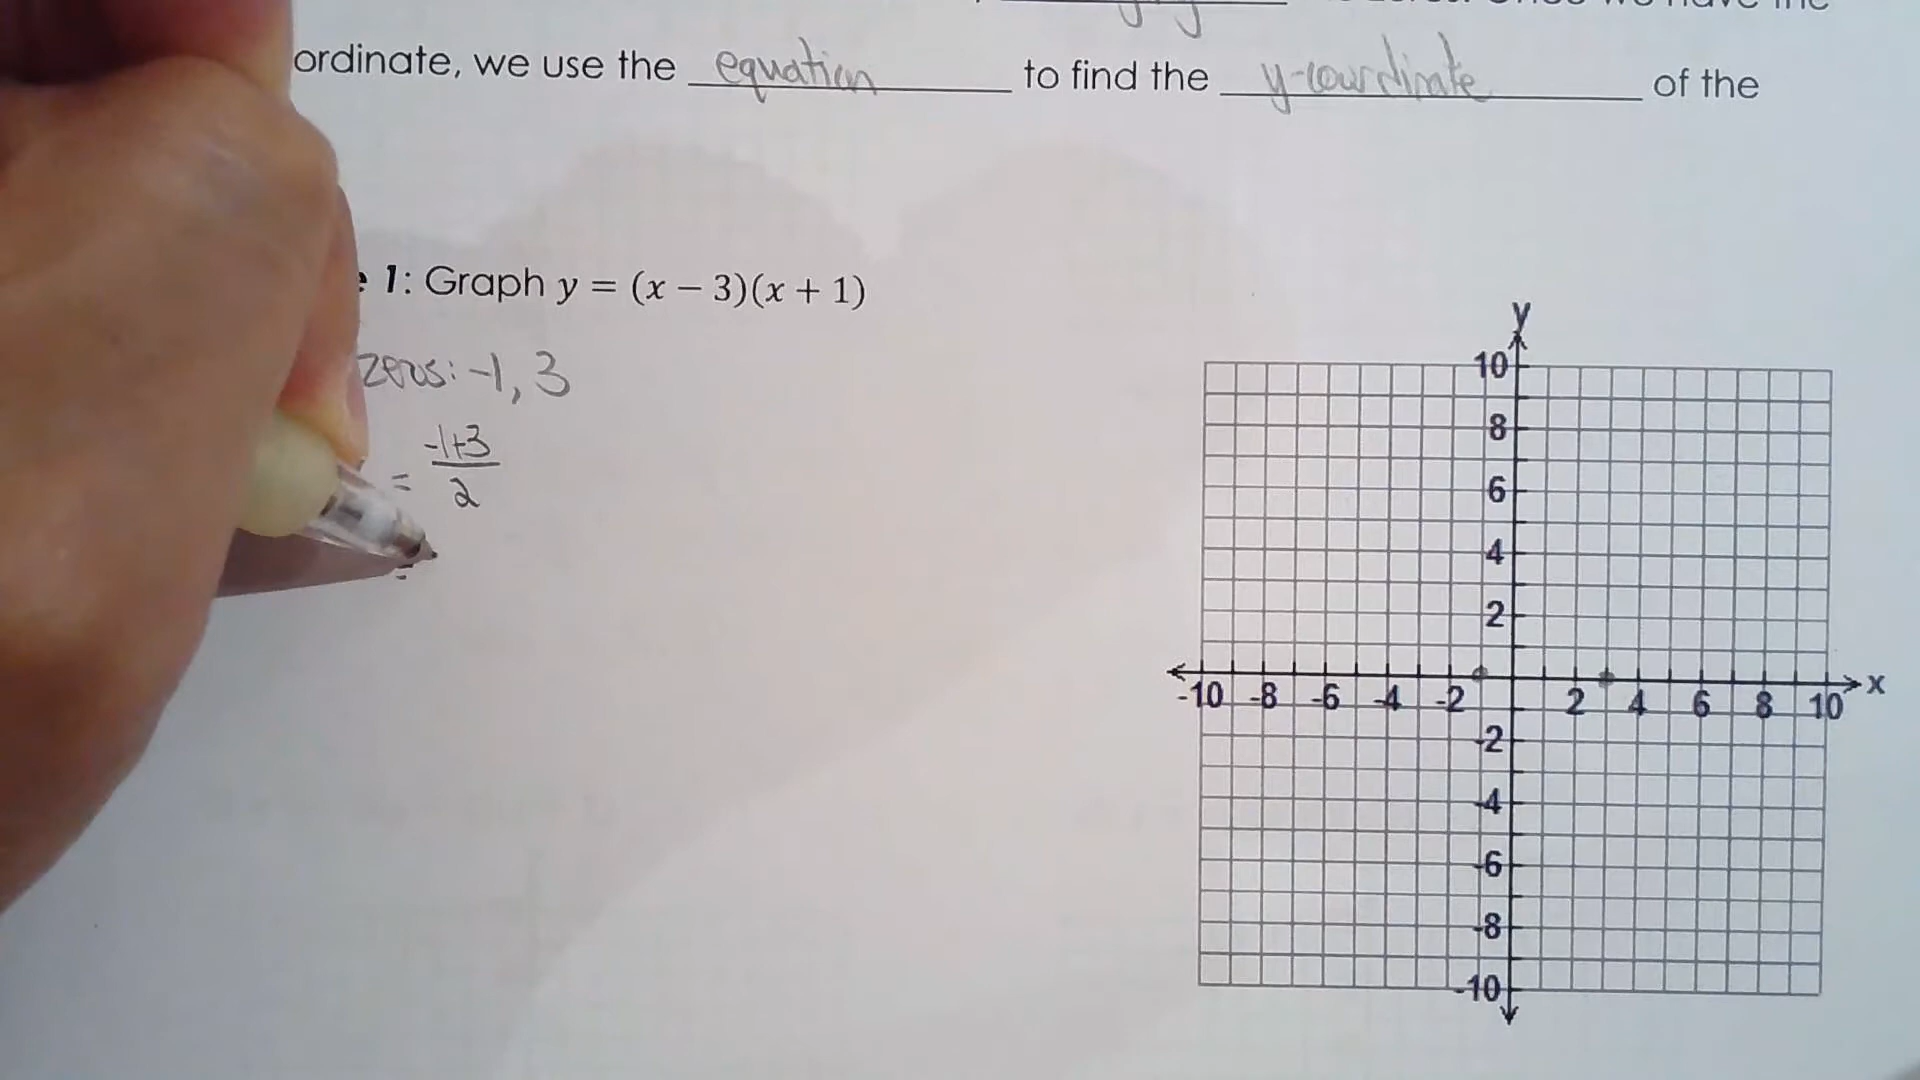 ordinate, we use the equation to find the y-coordinate of the
1: Graph y = (x − 3)(x + 1)
zeros: -1, 3
= -1+3
2
y
10
8
6
4
2
-10 -8 -6 -4 -2 2 4 6 8 10 x
-2
-4
-6
-8
-10